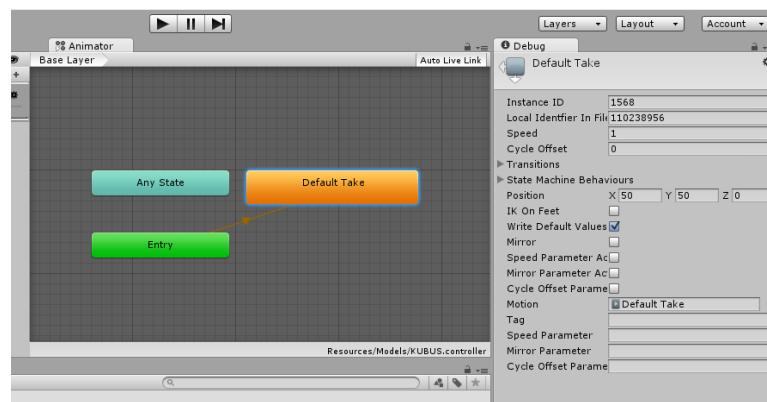 Layers
Layout
Account
Animator
Base Layer
Auto Live Link
Any State
Default Take
Entry
Resources/Models/KUBUS.controller
Debug
Default Take
Instance ID 1568
Local Identfier In File 110238956
Speed 1
Cycle Offset 0
Transitions
State Machine Behaviours
Position X 50 Y 50 Z 0
IK On Feet
Write Default Values
Mirror
Speed Parameter Ac
Mirror Parameter Ac
Cycle Offset Parame
Motion Default Take
Tag
Speed Parameter
Mirror Parameter
Cycle Offset Parame